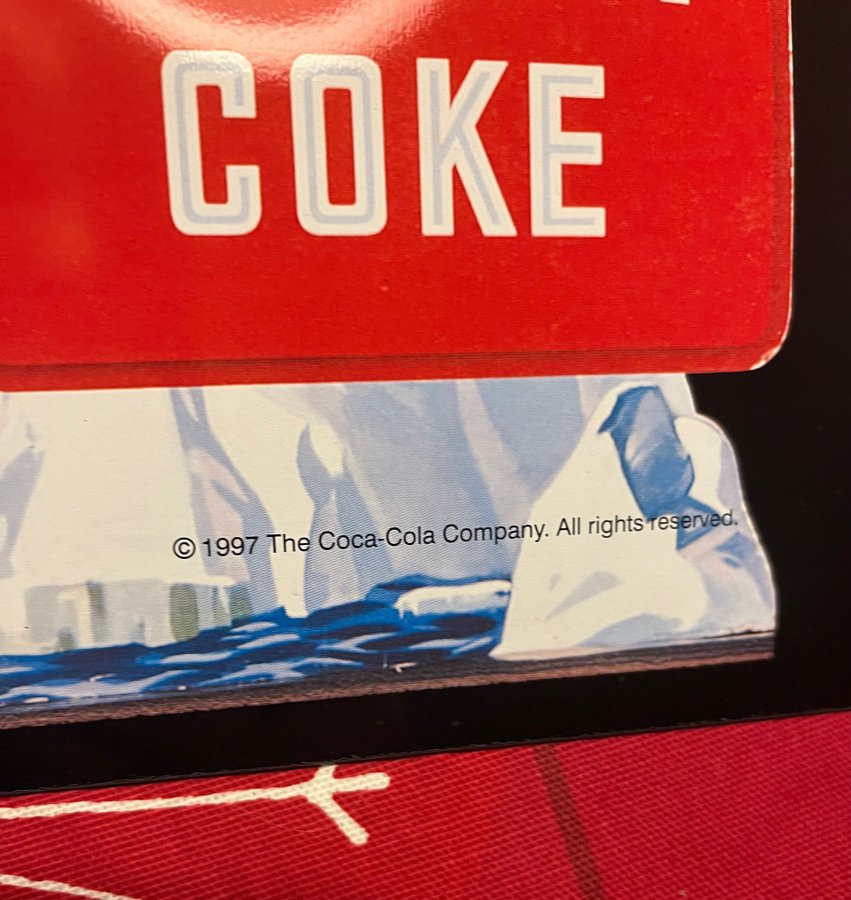 COKE
© 1997 The Coca-Cola Company. All rights reserved.